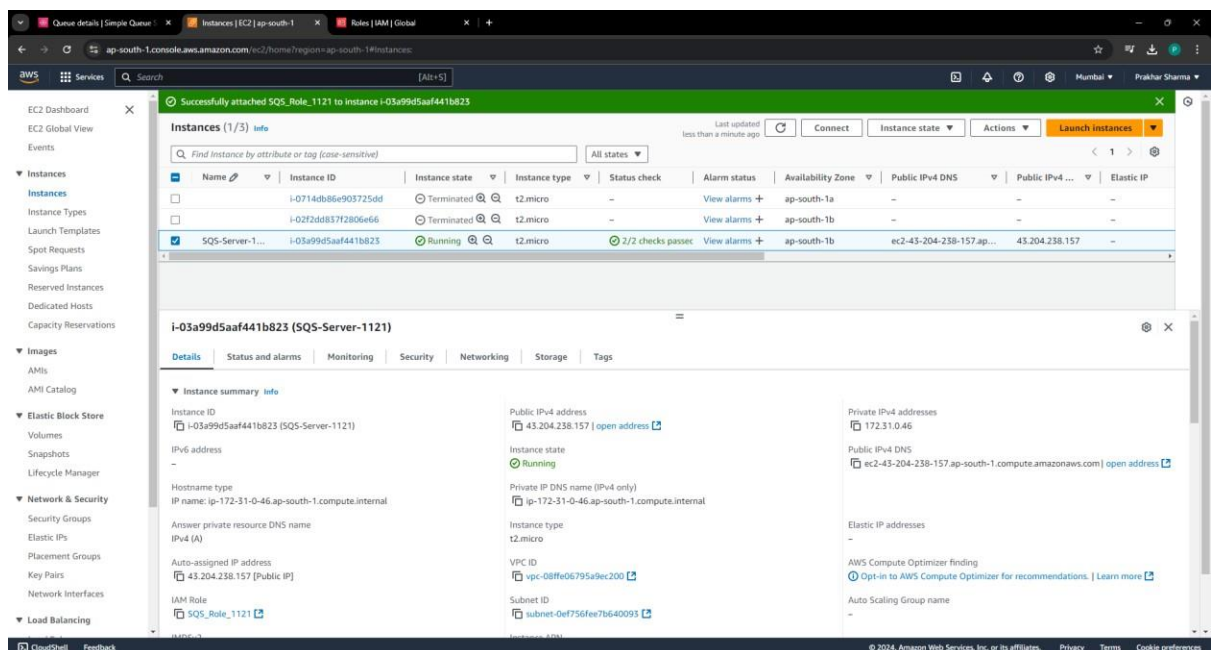 Queue details | Simple Queue S
Instances | EC2 | ap-south-1
Roles | IAM | Global
ap-south-1.console.aws.amazon.com/ec2/home?region=ap-south-1#Instances:
P
aws Services Search [Alt+S] Mumbai Prakhar Sharma
Successfully attached SQS_Role_1121 to instance i-03a99d5aaf441b823
EC2 Dashboard
EC2 Global View
Events
Instances
Instances
Instance Types
Launch Templates
Spot Requests
Savings Plans
Reserved Instances
Dedicated Hosts
Capacity Reservations
Images
AMIs
AMI Catalog
Elastic Block Store
Volumes
Snapshots
Lifecycle Manager
Network & Security
Security Groups
Elastic IPs
Placement Groups
Key Pairs
Network Interfaces
Load Balancing
Instances (1/3) Info
Last updated
less than a minute ago
Connect Instance state Actions Launch instances
Find Instance by attribute or tag (case-sensitive) All states 1
Name Instance ID Instance state Instance type Status check Alarm status Availability Zone Public IPv4 DNS Public IPv4 ... Elastic IP
i-0714db86e903725dd Terminated t2.micro – View alarms + ap-south-1a – – –
i-02f2dd837f2806e66 Terminated t2.micro – View alarms + ap-south-1b – – –
SQS-Server-1... i-03a99d5aaf441b823 Running t2.micro 2/2 checks passec View alarms + ap-south-1b ec2-43-204-238-157.ap... 43.204.238.157 –
i-03a99d5aaf441b823 (SQS-Server-1121)
Details Status and alarms Monitoring Security Networking Storage Tags
Instance summary Info
Instance ID
i-03a99d5aaf441b823 (SQS-Server-1121)
Public IPv4 address
43.204.238.157 | open address
Private IPv4 addresses
172.31.0.46
IPv6 address
–
Instance state
Running
Public IPv4 DNS
ec2-43-204-238-157.ap-south-1.compute.amazonaws.com | open address
Hostname type
IP name: ip-172-31-0-46.ap-south-1.compute.internal
Private IP DNS name (IPv4 only)
ip-172-31-0-46.ap-south-1.compute.internal
Answer private resource DNS name
IPv4 (A)
Instance type
t2.micro
Elastic IP addresses
–
Auto-assigned IP address
43.204.238.157 [Public IP]
VPC ID
vpc-08ffe06795a9ec200
AWS Compute Optimizer finding
Opt-in to AWS Compute Optimizer for recommendations. | Learn more
IAM Role
SQS_Role_1121
Subnet ID
subnet-0ef756fee7b640093
Auto Scaling Group name
–
CloudShell Feedback © 2024, Amazon Web Services, Inc. or its affiliates. Privacy Terms Cookie preferences